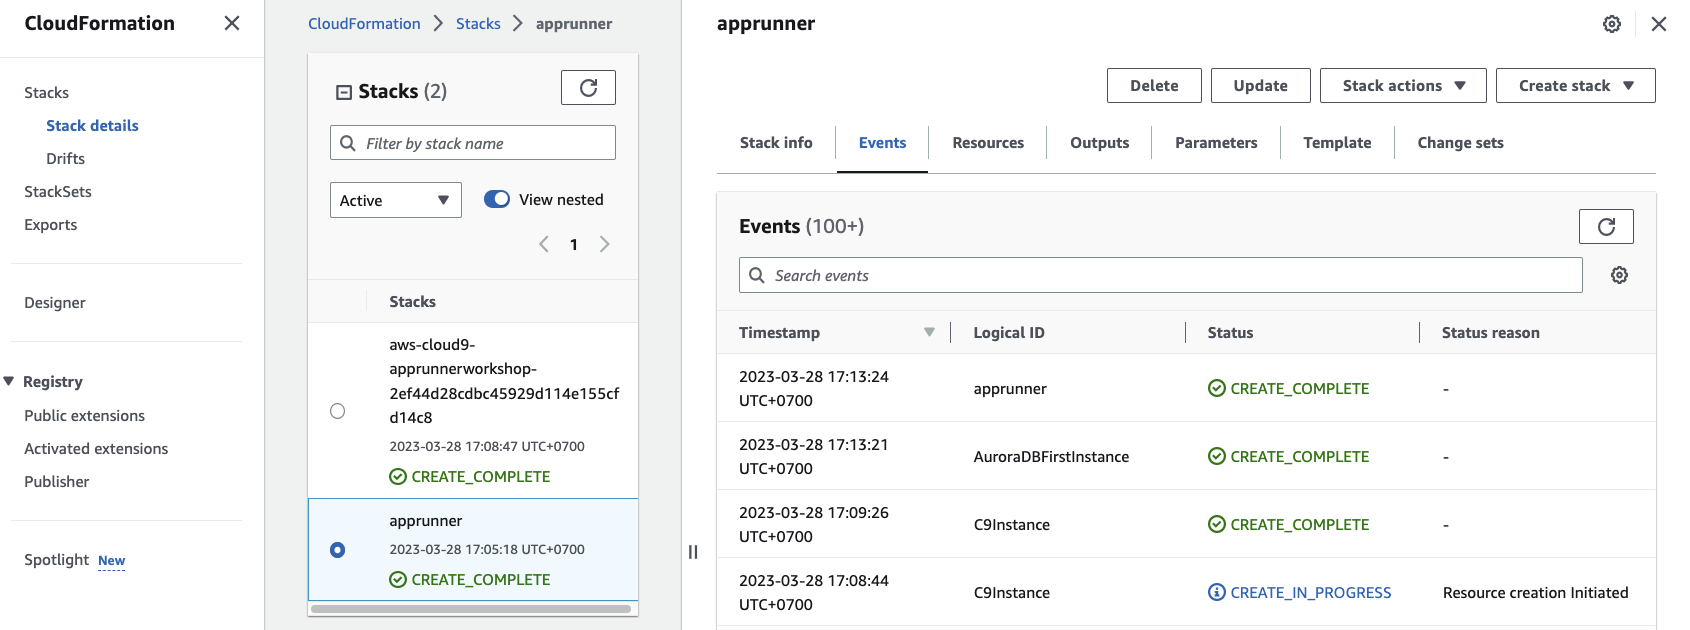 CloudFormation
Stacks
Stack details
Drifts
StackSets
Exports
Designer
Registry
Public extensions
Activated extensions
Publisher
Spotlight New
CloudFormation Stacks apprunner
Stacks (2)
Filter by stack name
Active View nested
1
Stacks
aws-cloud9-
apprunnerworkshop-
2ef44d28cdbc45929d114e155cf
d14c8
2023-03-28 17:08:47 UTC+0700
CREATE_COMPLETE
apprunner
2023-03-28 17:05:18 UTC+0700
CREATE_COMPLETE
apprunner
Delete Update Stack actions Create stack
Stack info Events Resources Outputs Parameters Template Change sets
Events (100+)
Search events
Timestamp Logical ID Status Status reason
2023-03-28 17:13:24
UTC+0700
apprunner CREATE_COMPLETE -
2023-03-28 17:13:21
UTC+0700
AuroraDBFirstInstance CREATE_COMPLETE -
2023-03-28 17:09:26
UTC+0700
C9Instance CREATE_COMPLETE -
2023-03-28 17:08:44
UTC+0700
C9Instance CREATE_IN_PROGRESS Resource creation Initiated